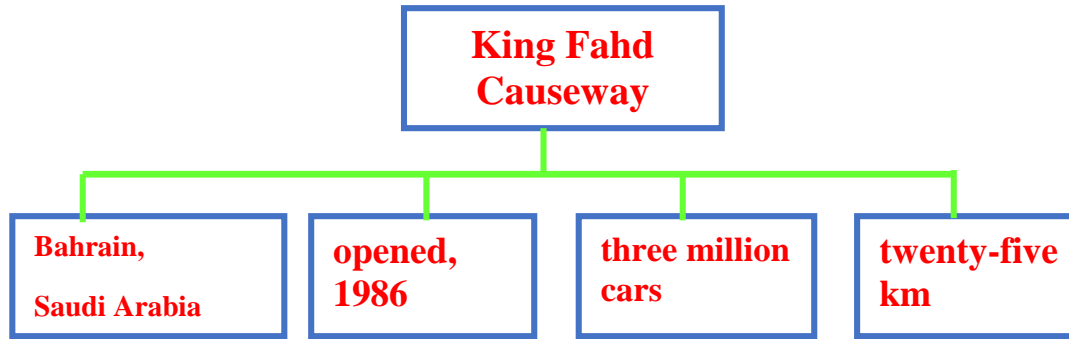 King Fahd
Causeway
Bahrain,
Saudi Arabia
opened,
1986
three million
cars
twenty-five
km